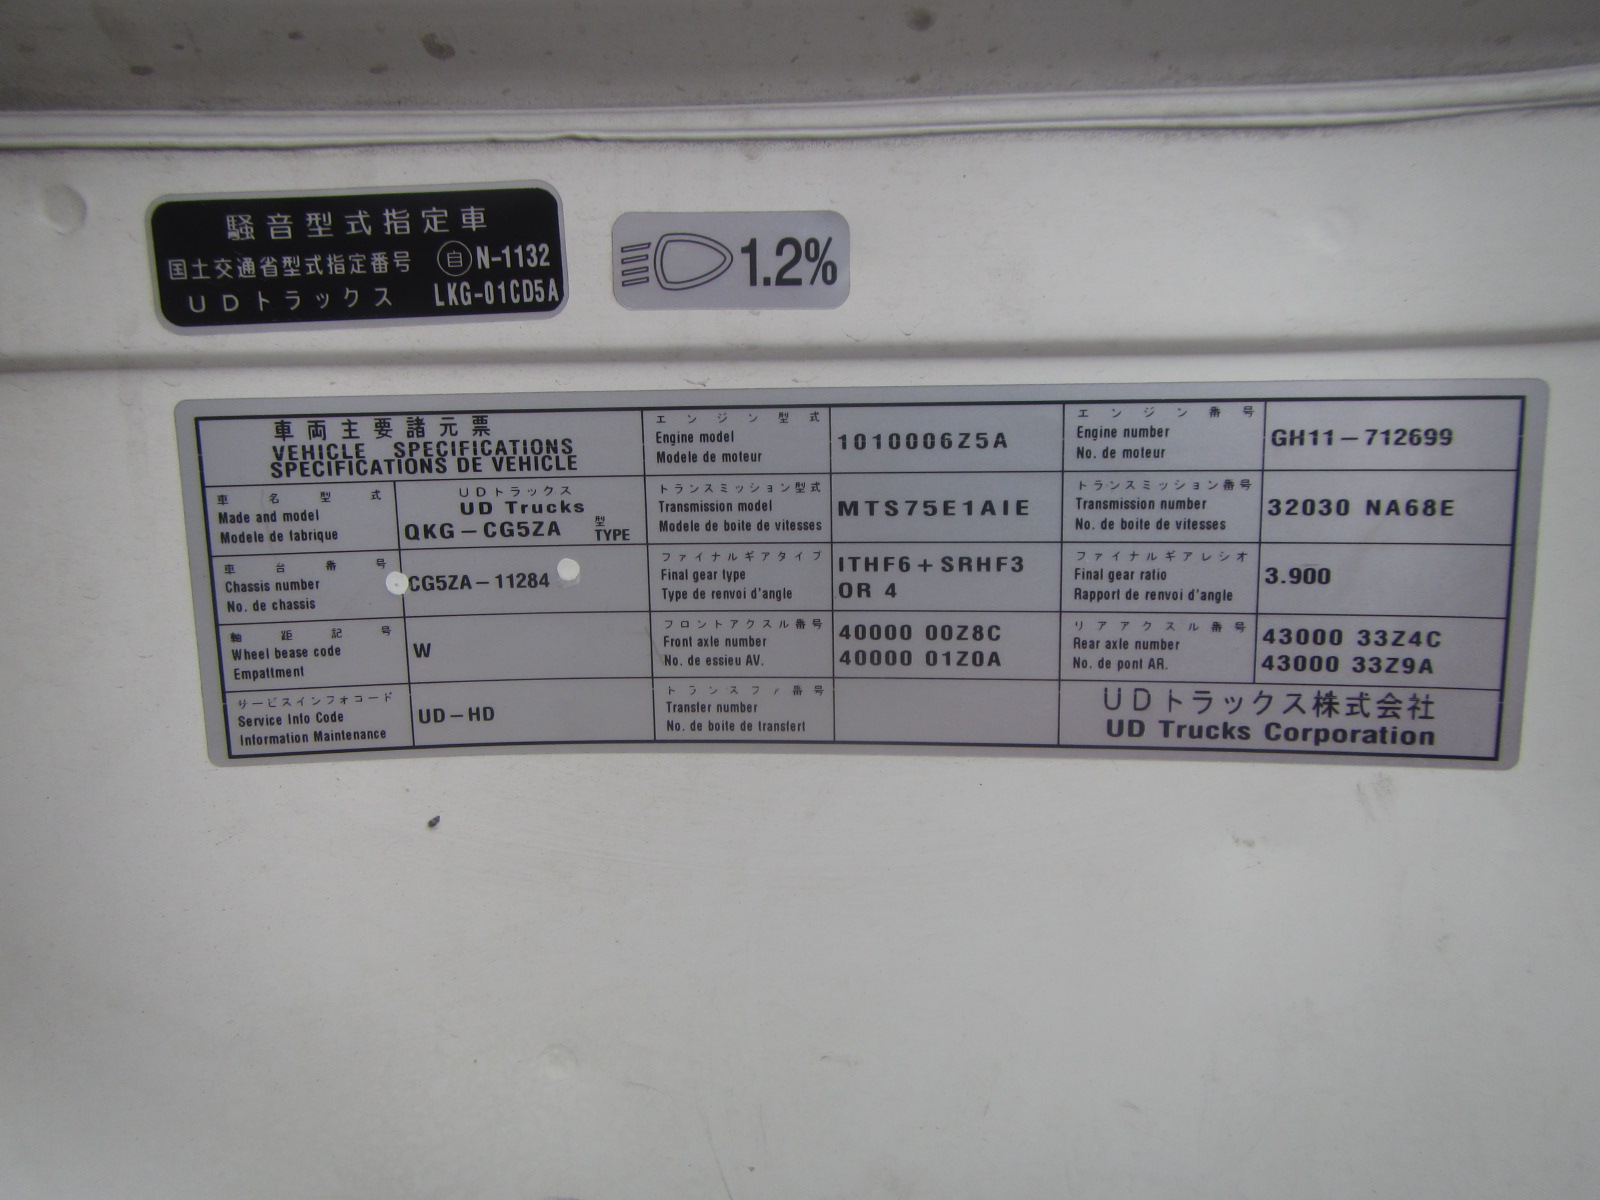 騒音型式指定車
国土交通省型式指定番号 自 N-1132
UDトラックス LKG-01CD5A
1.2%
車両主要諸元票
VEHICLE SPECIFICATIONS
SPECIFICATIONS DE VEHICLE
車名型式
Made and model
Modele de fabrique
UDトラックス
UD Trucks
QKG-CG5ZA 型 TYPE
車台番号
Chassis number
No. de chassis
CG5ZA-11284
軸距記号
Wheel bease code
Empattment
W
サービスインフォコード
Service Info Code
Information Maintenance
UD-HD
エンジン型式
Engine model
Modele de moteur
1010006Z5A
トランスミッション型式
Transmission model
Modele de boite de vitesses
MTS75E1AIE
ファイナルギアタイプ
Final gear type
Type de renvoi d'angle
ITHF6+SRHF3
OR 4
フロントアクスル番号
Front axle number
No. de essieu AV.
40000 00Z8C
40000 01Z0A
トランスファ番号
Transfer number
No. de boite de transfert
エンジン番号
Engine number
No. de moteur
GH11-712699
トランスミッション番号
Transmission number
No. de boite de vitesses
32030 NA68E
ファイナルギアレシオ
Final gear ratio
Rapport de renvoi d'angle
3.900
リアアクスル番号
Rear axle number
No. de pont AR.
43000 33Z4C
43000 33Z9A
UDトラックス株式会社
UD Trucks Corporation